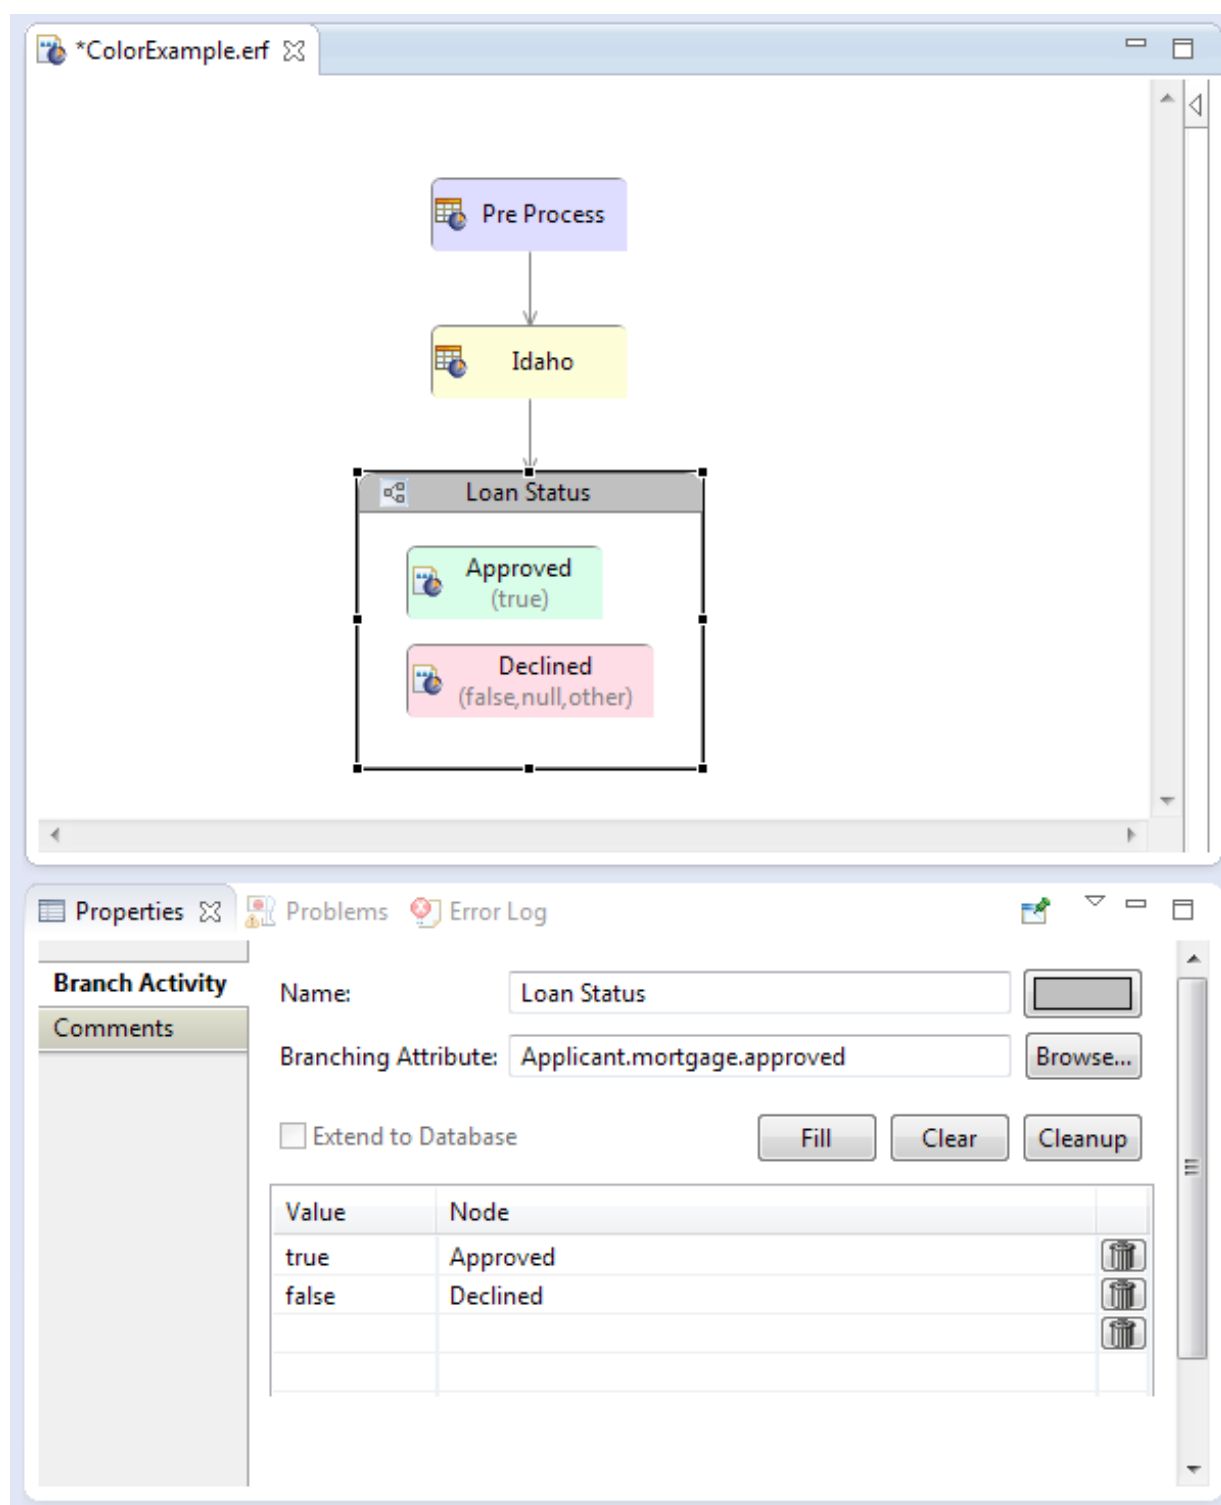 *ColorExample.erf
Pre Process
Idaho
Loan Status
Approved
(true)
Declined
(false,null,other)
Properties Problems Error Log
Branch Activity
Comments
Name: Loan Status
Branching Attribute: Applicant.mortgage.approved Browse...
Extend to Database Fill Clear Cleanup
Value Node
true Approved
false Declined